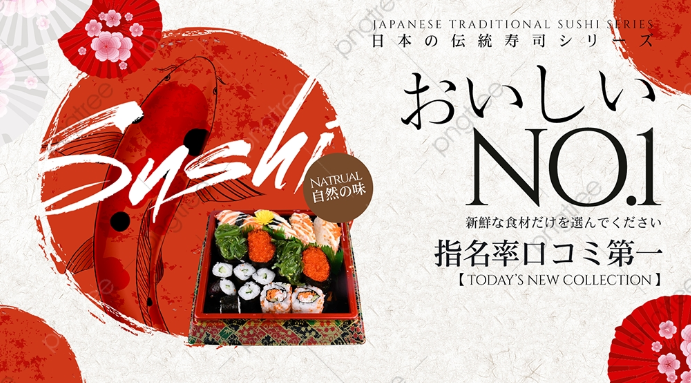 JAPANESE TRADITIONAL SUSHI SERIES
日本の伝統寿司シリーズ
おいしい
NO.1
Sushi
NATRUAL
自然の味
新鮮な食材だけを選んでください
指名率口コミ第一
【 TODAY'S NEW COLLECTION 】
pngtree